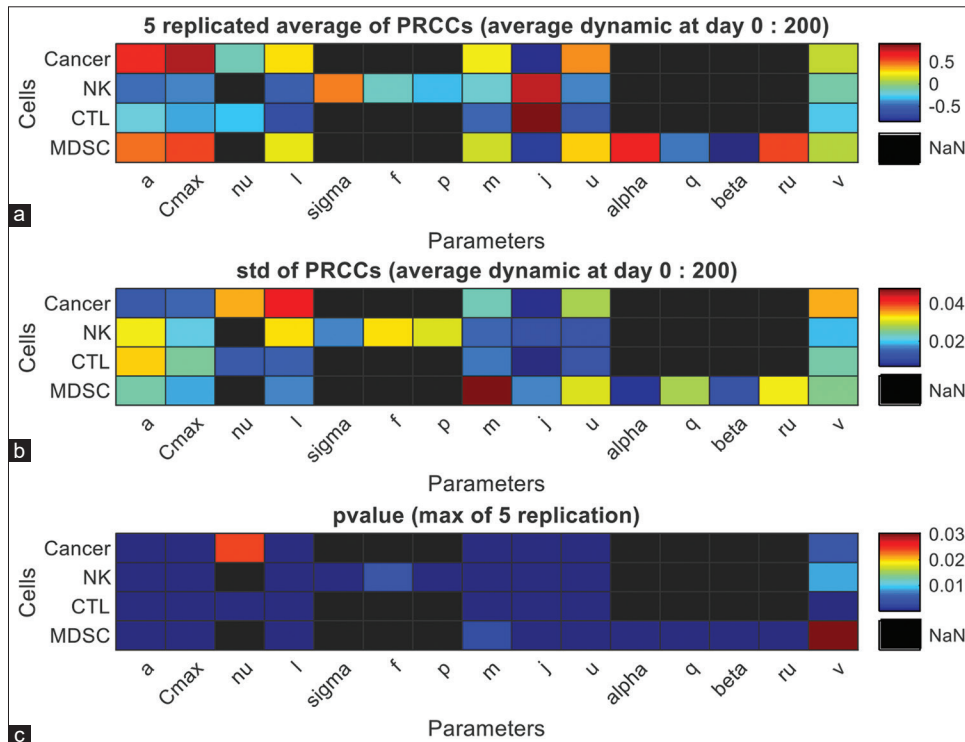 5 replicated average of PRCCs (average dynamic at day 0 : 200)
Cells
Cancer
NK
CTL
MDSC
a Cmax nu l sigma f p m j u alpha q beta ru v
Parameters
0.5
0
-0.5
NaN
a
std of PRCCs (average dynamic at day 0 : 200)
Cells
Cancer
NK
CTL
MDSC
a Cmax nu l sigma f p m j u alpha q beta ru v
Parameters
0.04
0.02
NaN
b
pvalue (max of 5 replication)
Cells
Cancer
NK
CTL
MDSC
a Cmax nu l sigma f p m j u alpha q beta ru v
Parameters
0.03
0.02
0.01
NaN
c